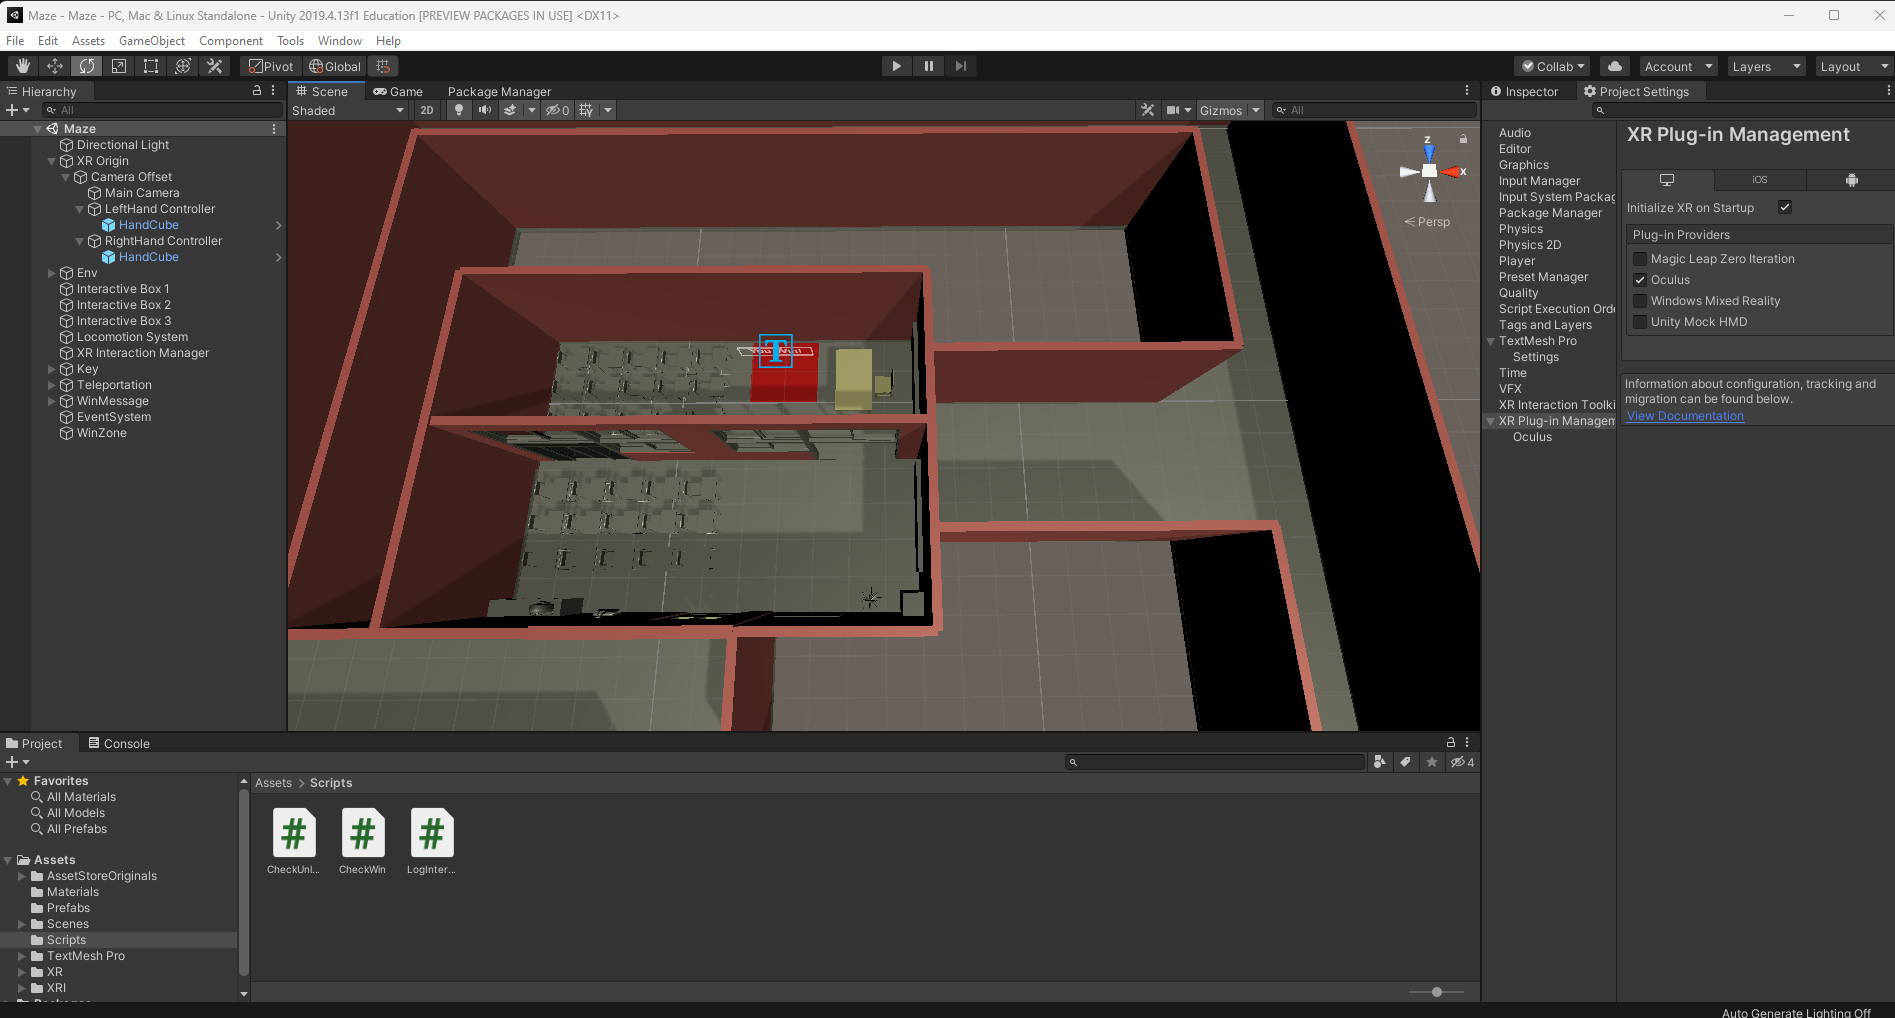 Maze - Maze - PC, Mac & Linux Standalone - Unity 2019.4.13f1 Education [PREVIEW PACKAGES IN USE] <DX11>
File Edit Assets GameObject Component Tools Window Help
Pivot Global Collab Account Layers Layout
Hierarchy
All
Maze
Directional Light
XR Origin
Camera Offset
Main Camera
LeftHand Controller
HandCube
RightHand Controller
HandCube
Env
Interactive Box 1
Interactive Box 2
Interactive Box 3
Locomotion System
XR Interaction Manager
Key
Teleportation
WinMessage
EventSystem
WinZone
Scene Game Package Manager
Shaded 2D 0 Gizmos All
z
x
Persp
T
Inspector Project Settings
Audio
Editor
Graphics
Input Manager
Input System Packag
Package Manager
Physics
Physics 2D
Player
Preset Manager
Quality
Script Execution Orde
Tags and Layers
TextMesh Pro
Settings
Time
VFX
XR Interaction Toolki
XR Plug-in Managem
Oculus
XR Plug-in Management
iOS
Initialize XR on Startup
Plug-in Providers
Magic Leap Zero Iteration
Oculus
Windows Mixed Reality
Unity Mock HMD
Information about configuration, tracking and
migration can be found below.
View Documentation
Project Console
4
Favorites
All Materials
All Models
All Prefabs
Assets
AssetStoreOriginals
Materials
Prefabs
Scenes
Scripts
TextMesh Pro
XR
XRI
Assets > Scripts
# # #
CheckUnl... CheckWin LogInter...
Auto Generate Lighting Off